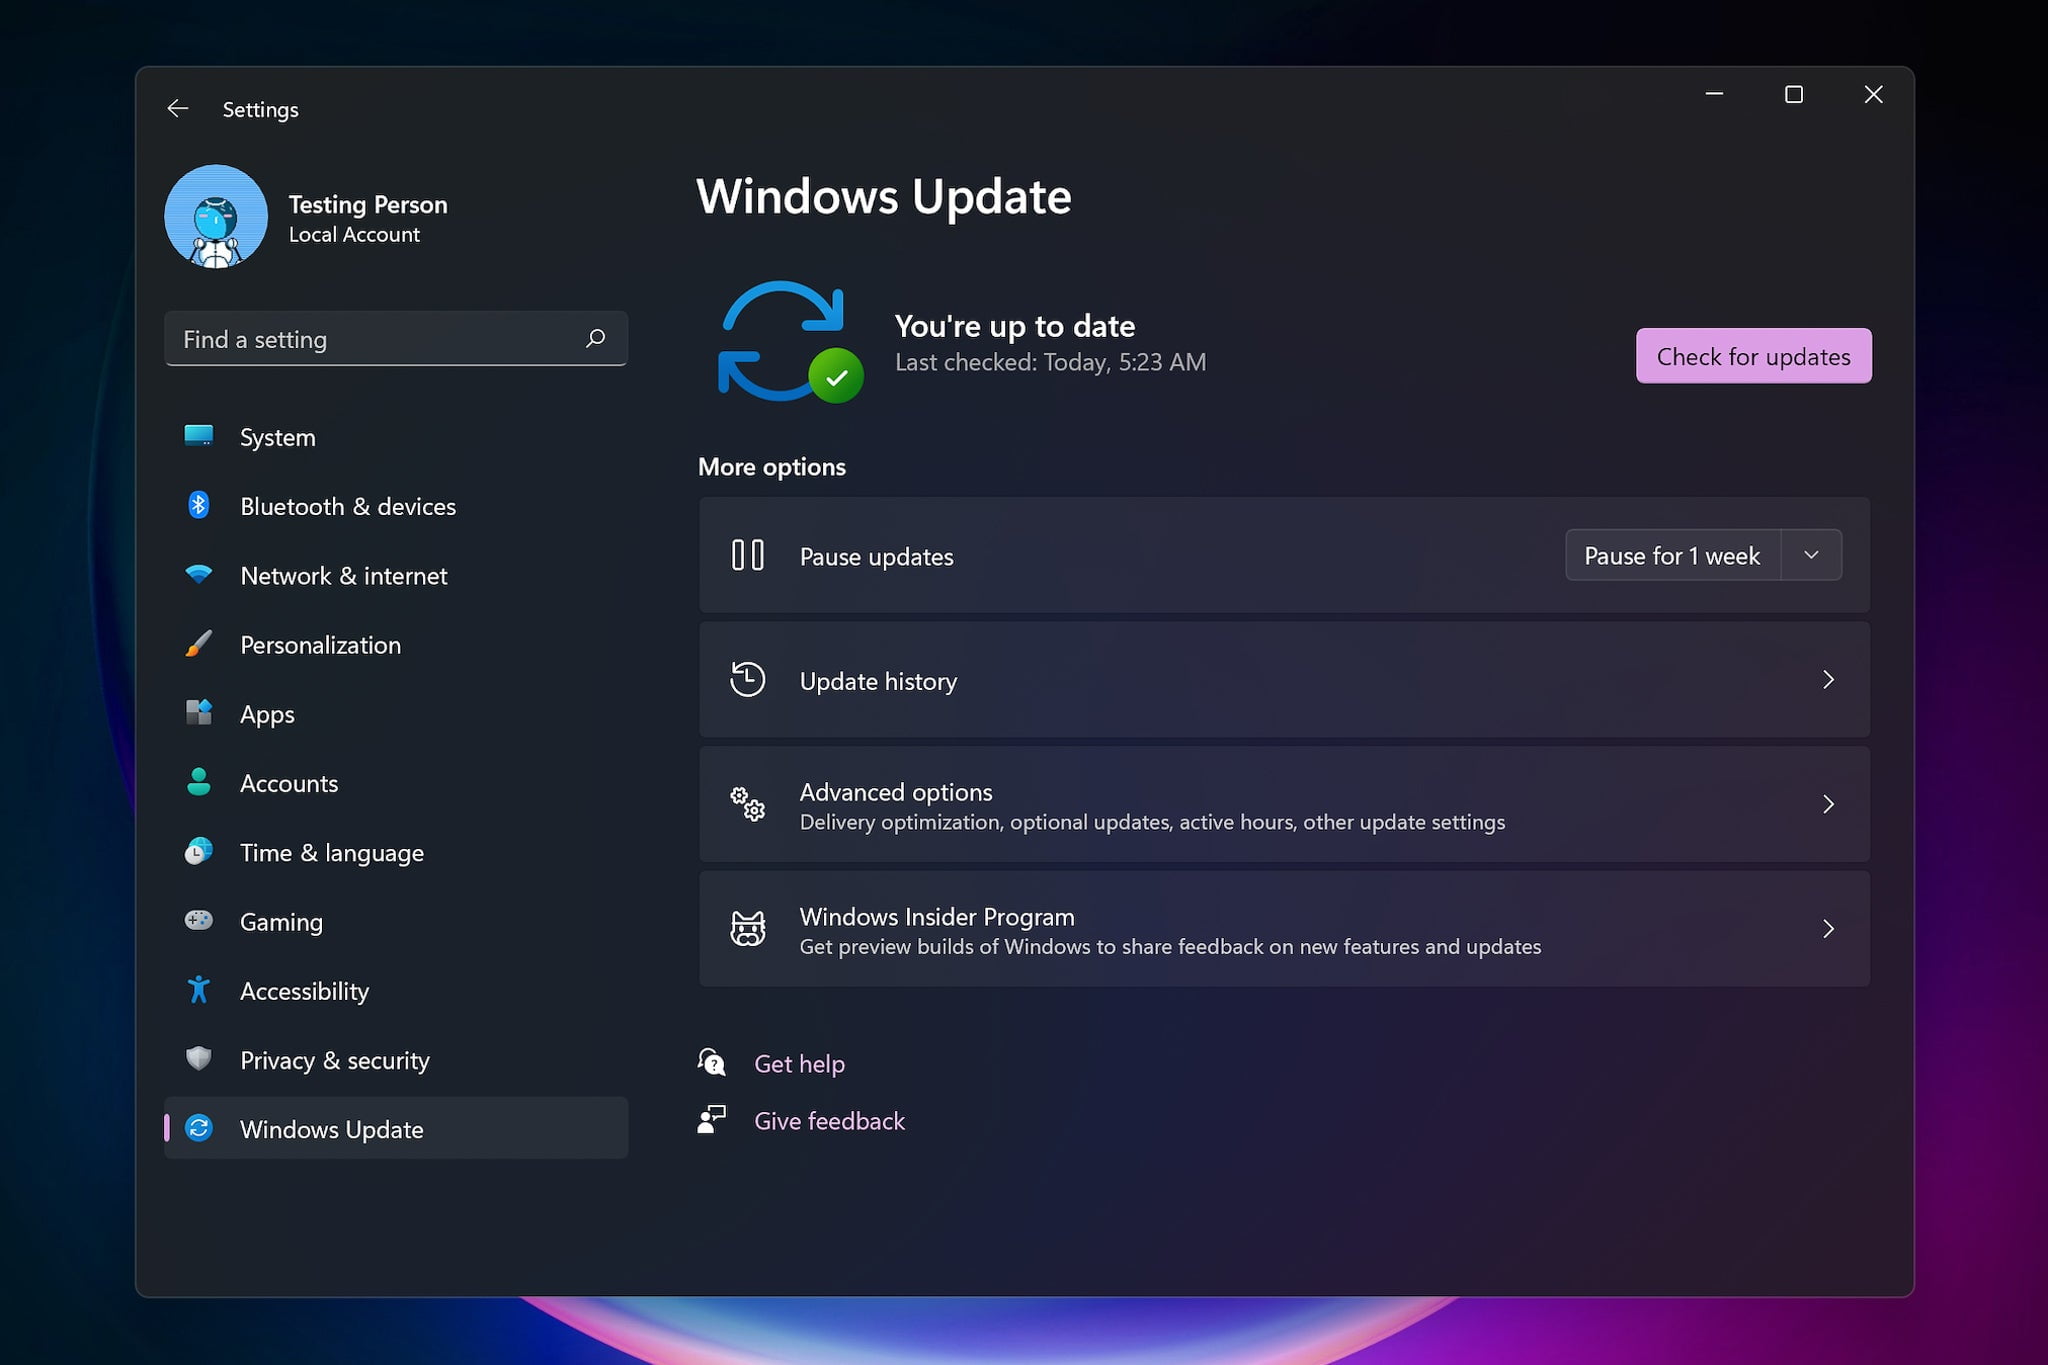 Settings
Testing Person
Local Account
Find a setting
System
Bluetooth & devices
Network & internet
Personalization
Apps
Accounts
Time & language
Gaming
Accessibility
Privacy & security
Windows Update
Windows Update
You're up to date
Last checked: Today, 5:23 AM
Check for updates
More options
Pause updates
Pause for 1 week
Update history
Advanced options
Delivery optimization, optional updates, active hours, other update settings
Windows Insider Program
Get preview builds of Windows to share feedback on new features and updates
Get help
Give feedback